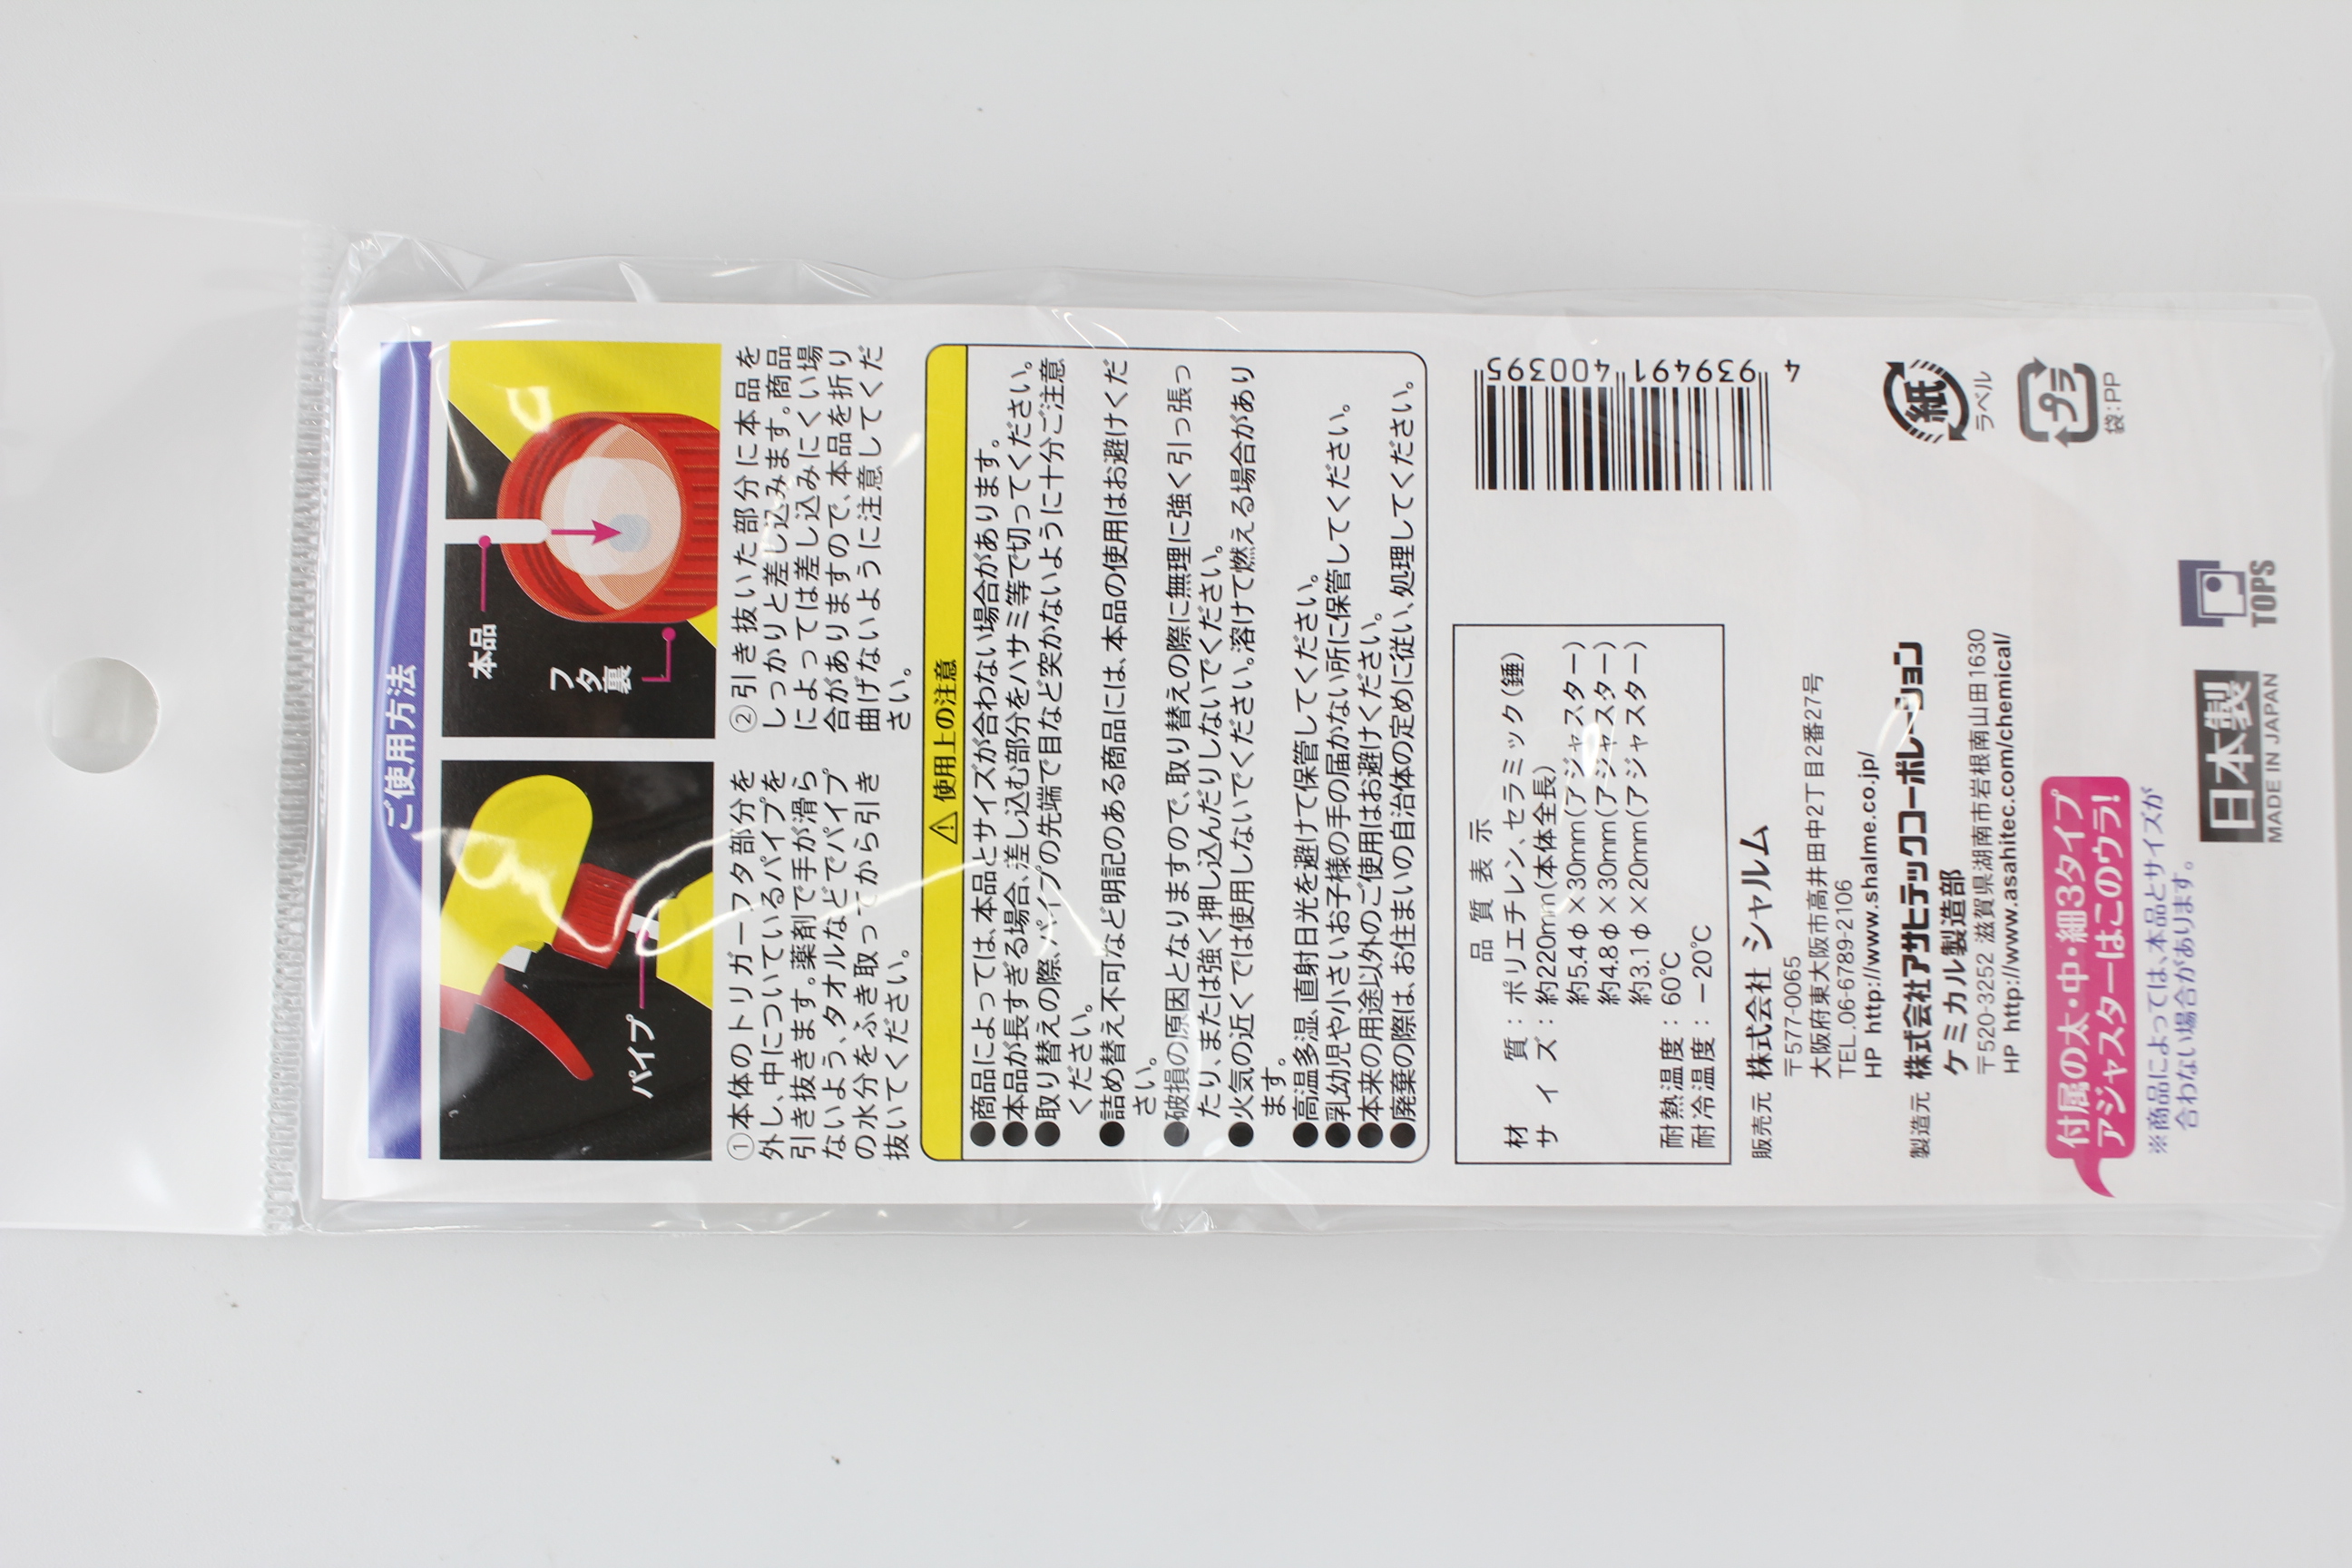 ご使用方法
パイプ
本品
フタ裏
①本体のトリガーフタ部分を
外し、中についているパイプを
引き抜きます。薬剤で手が滑ら
ないよう、タオルなどでパイプ
の水分をふき取ってから引き
抜いてください。
②引き抜いた部分に本品を
しっかりと差し込みます。商品
によっては差し込みにくい場
合がありますので、本品を折り
曲げないように注意してくだ
さい。
使用上の注意
●商品によっては、本品とサイズが合わない場合があります。
●本品が長すぎる場合、差し込む部分をハサミ等で切ってください。
●取り替えの際、パイプの先端で目など突かないように十分ご注意
ください。
●詰め替え不可など明記のある商品には、本品の使用はお避けくだ
さい。
●破損の原因となりますので、取り替えの際に無理に強く引っ張っ
たり、または強く押し込んだりしないでください。
●火気の近くでは使用しないでください。溶けて燃える場合があり
ます。
●高温多湿、直射日光を避けて保管してください。
●乳幼児や小さいお子様の手の届かない所に保管してください。
●本来の用途以外のご使用はお避けください。
●廃棄の際は、お住まいの自治体の定めに従い、処理してください。
品質表示
材質：ポリエチレン、セラミック(錘)
サイズ：約220mm(本体全長)
約5.4φ×30mm(アジャスター)
約4.8φ×30mm(アジャスター)
約3.1φ×20mm(アジャスター)
耐熱温度：60℃
耐冷温度：－20℃
4 939491 400395
販売元 株式会社 シャルム
〒577-0065
大阪府東大阪市高井田中2丁目2番27号
TEL.06-6789-2106
HP http://www.shalme.co.jp/
製造元 株式会社アサヒテックコーポレーション
ケミカル製造部
〒520-3252 滋賀県湖南市岩根南山田1630
HP http://www.asahitec.com/chemical/
紙
ラベル
プラ
袋:PP
付属の太・中・細3タイプ
アジャスターはこのウラ!
※商品によっては、本品とサイズが
合わない場合があります。
日本製
MADE IN JAPAN
TOPS